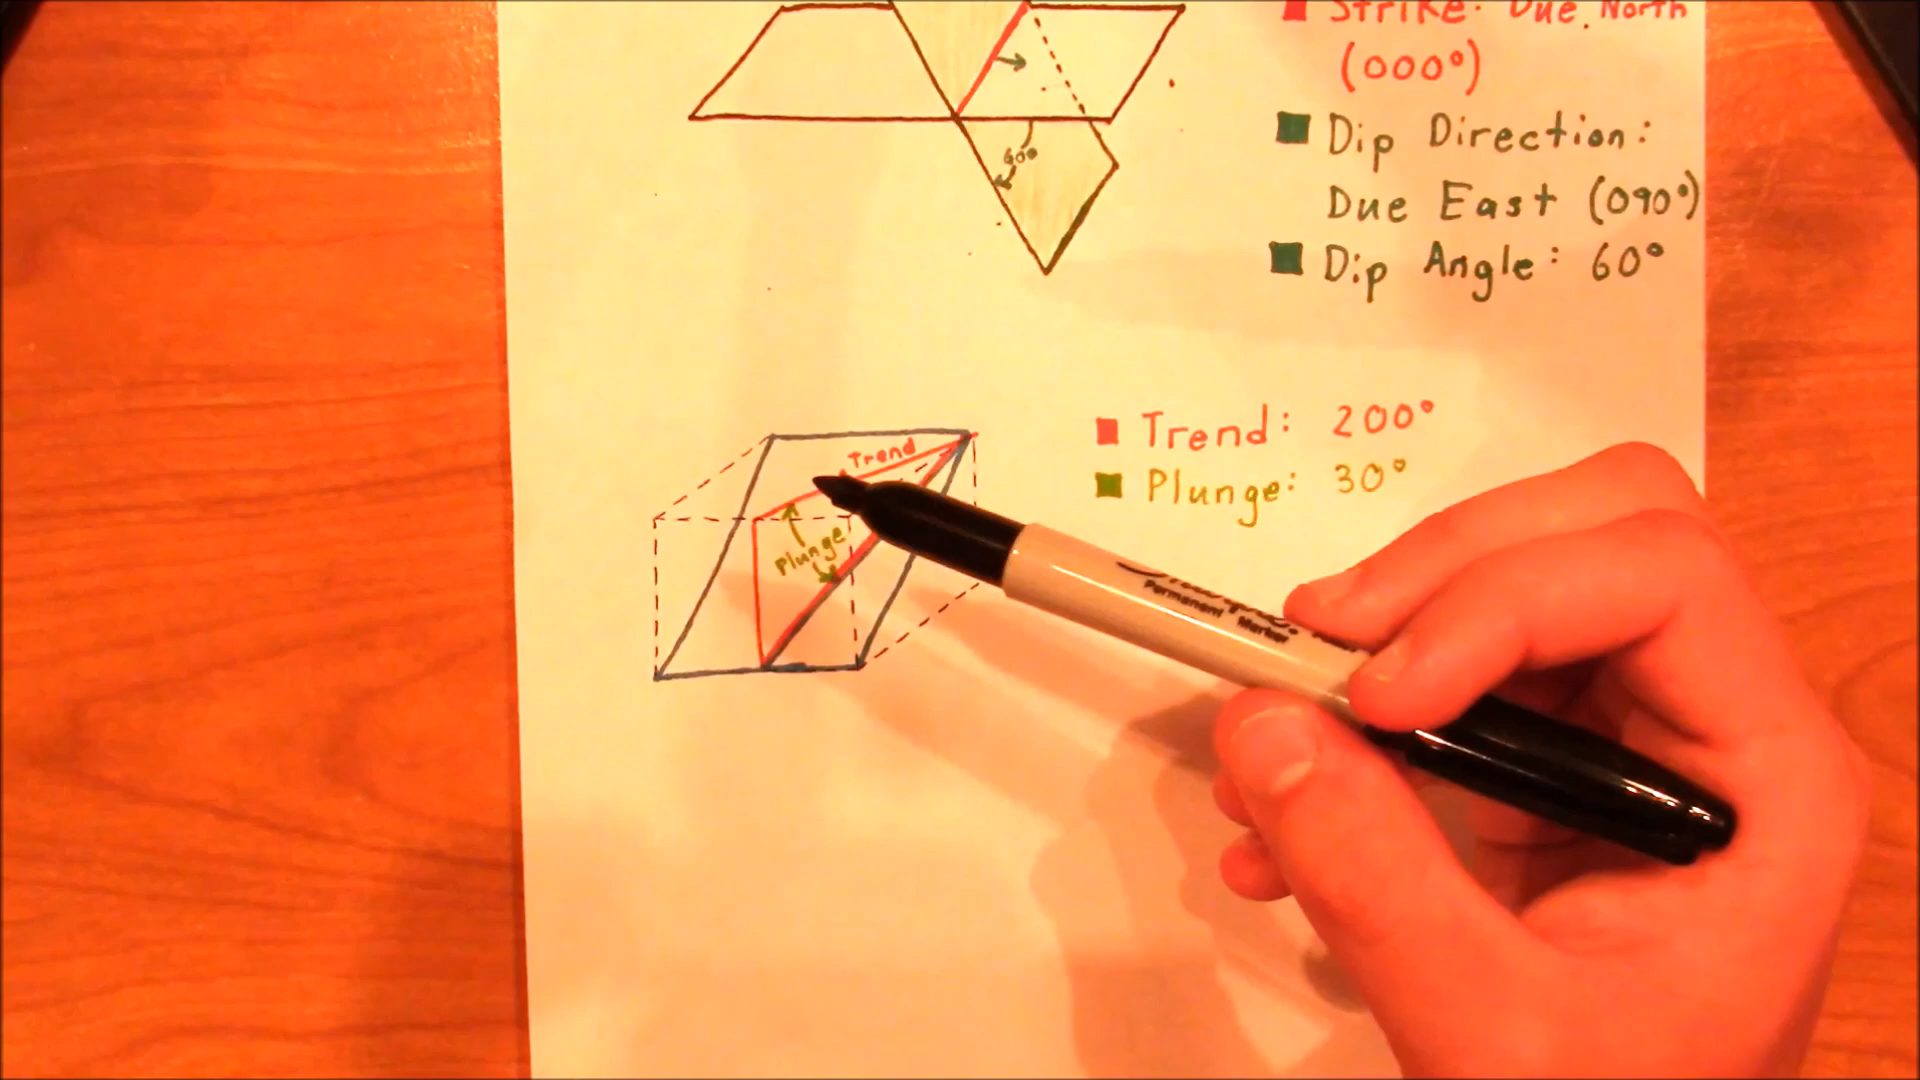 Strike: Due North
(000°)
Dip Direction:
Due East (090°)
Dip Angle: 60°
60°
Trend: 200°
Plunge: 30°
Trend
Plunge
Permanent Marker